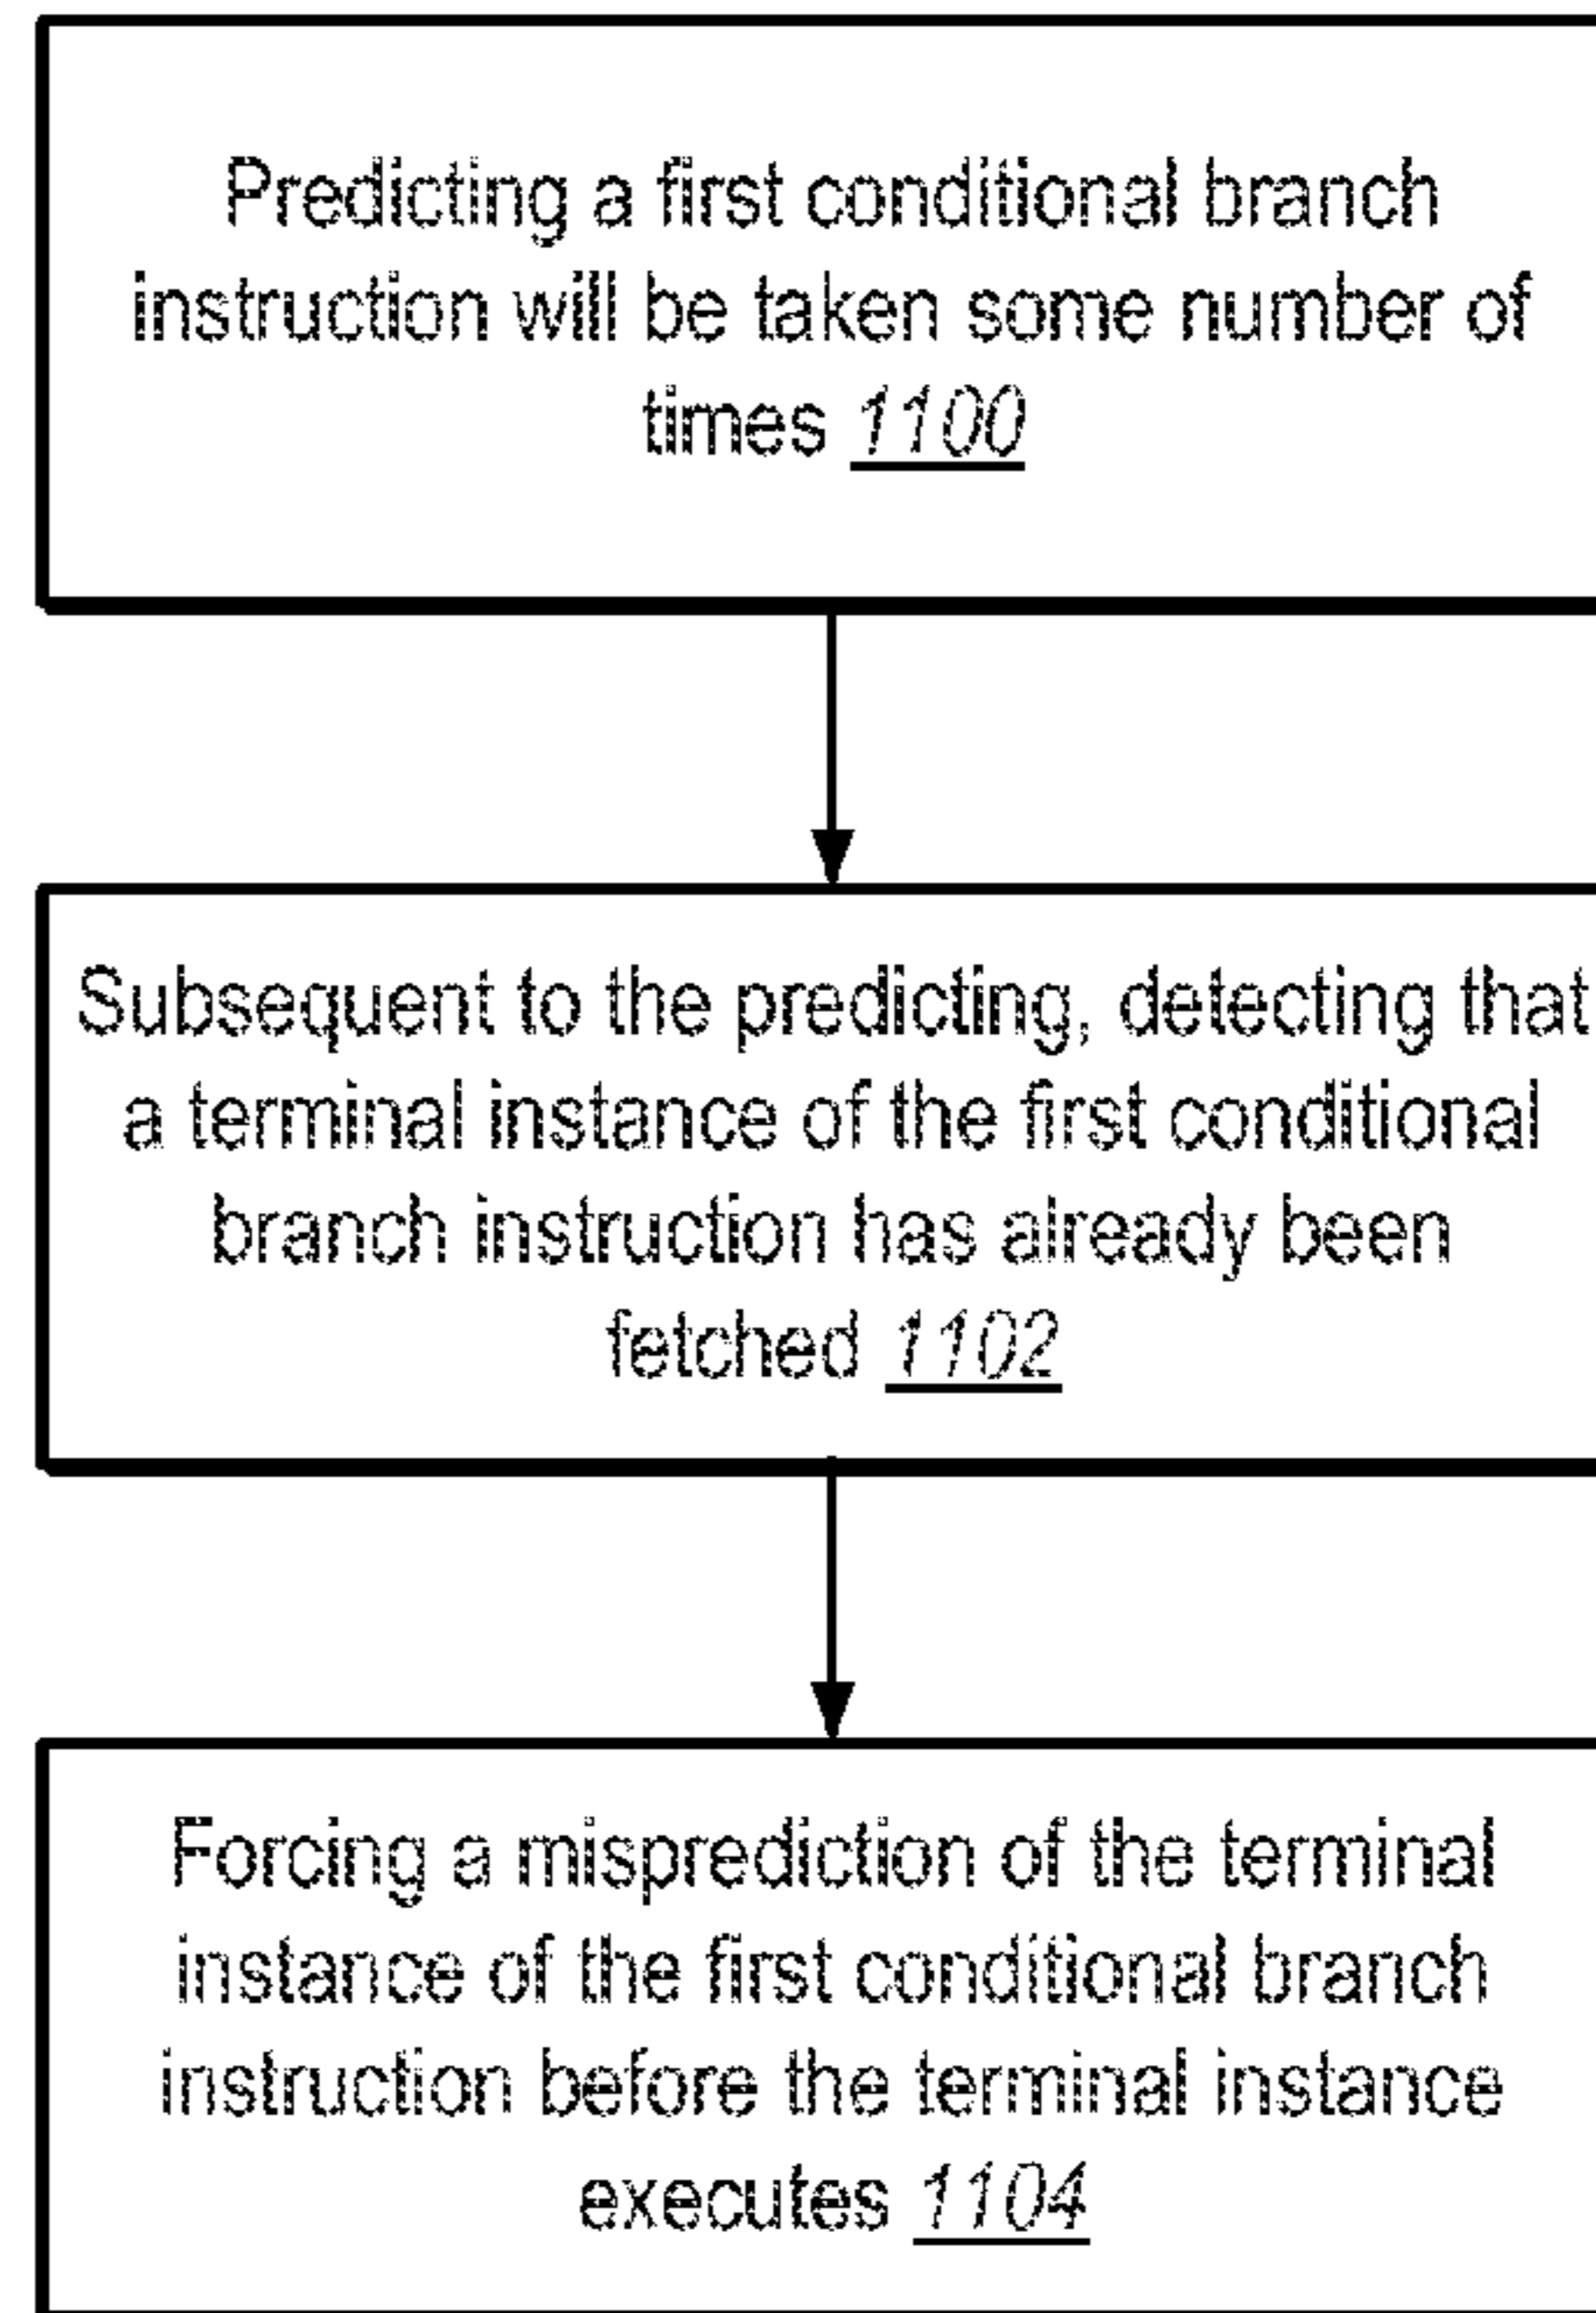 Predicting a first conditional branch
instruction will be taken some number of
times 1100
Subsequent to the predicting, detecting that
a terminal instance of the first conditional
branch instruction has already been
fetched 1102
Forcing a misprediction of the terminal
instance of the first conditional branch
instruction before the terminal instance
executes 1104